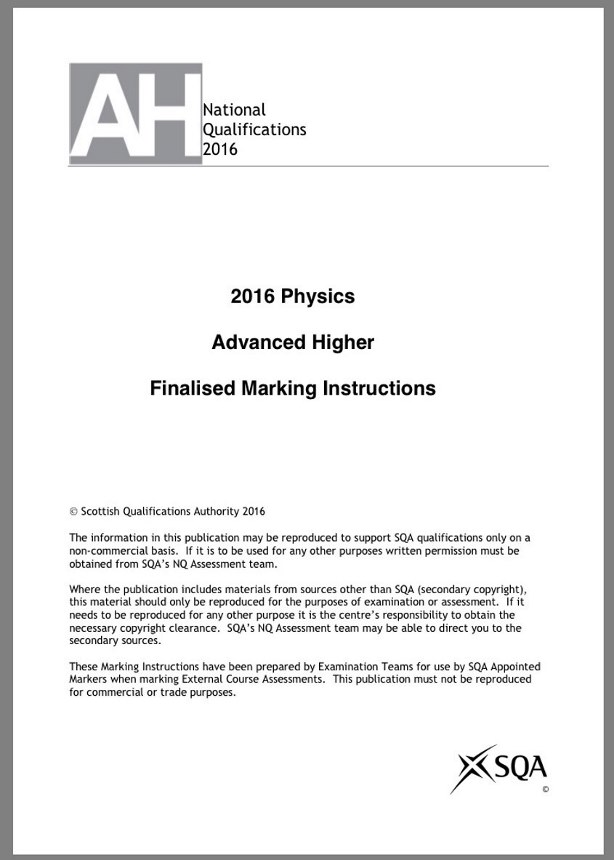 AH
National
Qualifications
2016
2016 Physics
Advanced Higher
Finalised Marking Instructions
© Scottish Qualifications Authority 2016
The information in this publication may be reproduced to support SQA qualifications only on a
non-commercial basis.  If it is to be used for any other purposes written permission must be
obtained from SQA’s NQ Assessment team.
Where the publication includes materials from sources other than SQA (secondary copyright),
this material should only be reproduced for the purposes of examination or assessment.  If it
needs to be reproduced for any other purpose it is the centre’s responsibility to obtain the
necessary copyright clearance.  SQA’s NQ Assessment team may be able to direct you to the
secondary sources.
These Marking Instructions have been prepared by Examination Teams for use by SQA Appointed
Markers when marking External Course Assessments.  This publication must not be reproduced
for commercial or trade purposes.
SQA
©